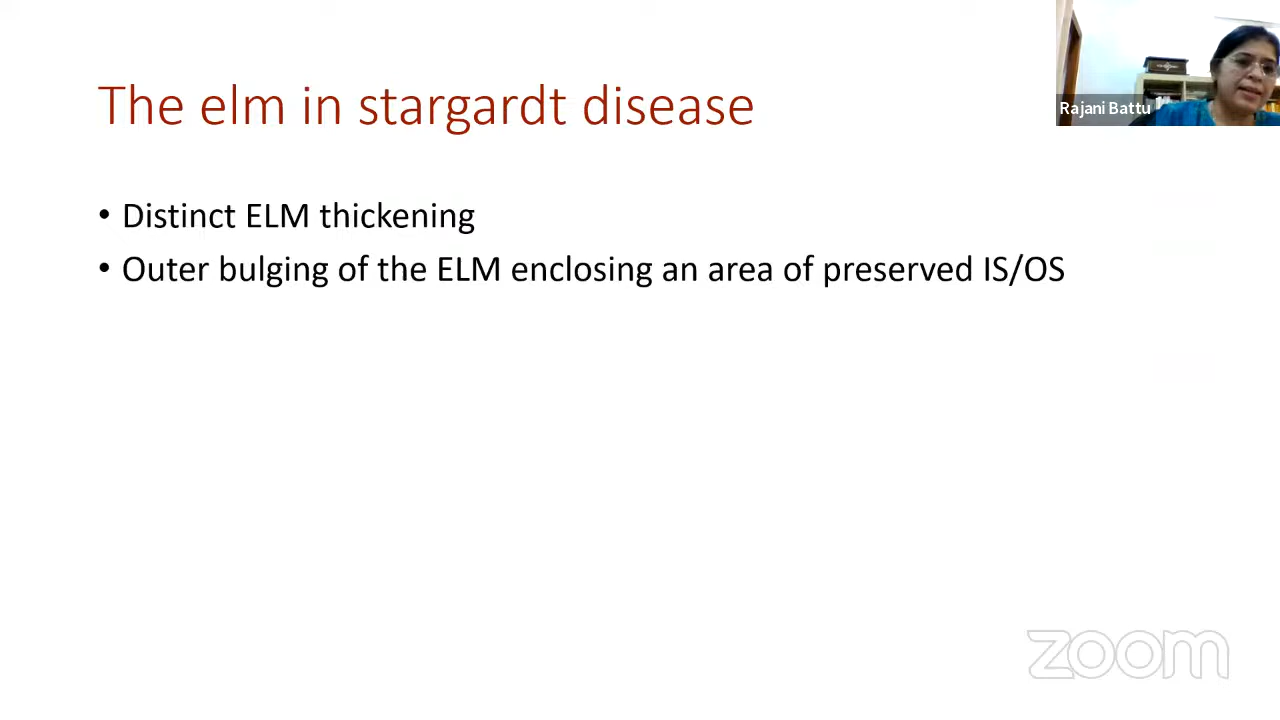 The elm in stargardt disease
Rajani Battu
• Distinct ELM thickening
• Outer bulging of the ELM enclosing an area of preserved IS/OS
zoom